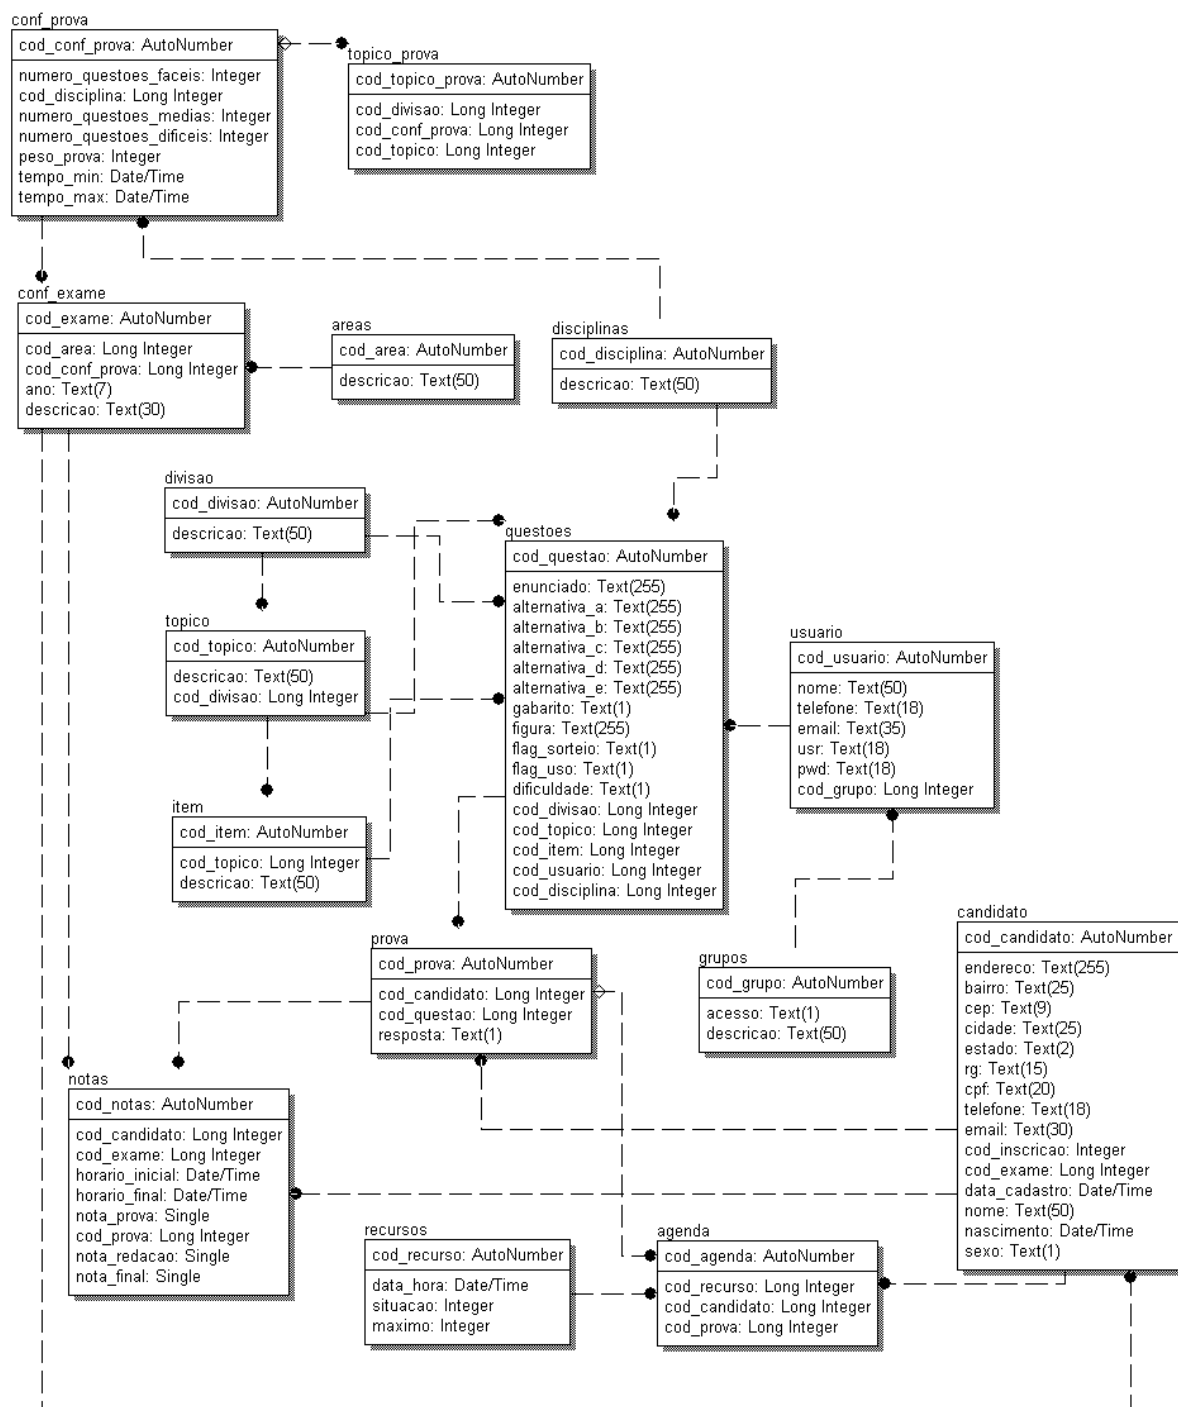 conf_prova
cod_conf_prova: AutoNumber
numero_questoes_faceis: Integer
cod_disciplina: Long Integer
numero_questoes_medias: Integer
numero_questoes_dificeis: Integer
peso_prova: Integer
tempo_min: Date/Time
tempo_max: Date/Time
topico_prova
cod_topico_prova: AutoNumber
cod_divisao: Long Integer
cod_conf_prova: Long Integer
cod_topico: Long Integer
conf_exame
cod_exame: AutoNumber
cod_area: Long Integer
cod_conf_prova: Long Integer
ano: Text(7)
descricao: Text(30)
areas
cod_area: AutoNumber
descricao: Text(50)
disciplinas
cod_disciplina: AutoNumber
descricao: Text(50)
divisao
cod_divisao: AutoNumber
descricao: Text(50)
topico
cod_topico: AutoNumber
descricao: Text(50)
cod_divisao: Long Integer
item
cod_item: AutoNumber
cod_topico: Long Integer
descricao: Text(50)
questoes
cod_questao: AutoNumber
enunciado: Text(255)
alternativa_a: Text(255)
alternativa_b: Text(255)
alternativa_c: Text(255)
alternativa_d: Text(255)
alternativa_e: Text(255)
gabarito: Text(1)
figura: Text(255)
flag_sorteio: Text(1)
flag_uso: Text(1)
dificuldade: Text(1)
cod_divisao: Long Integer
cod_topico: Long Integer
cod_item: Long Integer
cod_usuario: Long Integer
cod_disciplina: Long Integer
usuario
cod_usuario: AutoNumber
nome: Text(50)
telefone: Text(18)
email: Text(35)
usr: Text(18)
pwd: Text(18)
cod_grupo: Long Integer
prova
cod_prova: AutoNumber
cod_candidato: Long Integer
cod_questao: Long Integer
resposta: Text(1)
grupos
cod_grupo: AutoNumber
acesso: Text(1)
descricao: Text(50)
candidato
cod_candidato: AutoNumber
endereco: Text(255)
bairro: Text(25)
cep: Text(9)
cidade: Text(25)
estado: Text(2)
rg: Text(15)
cpf: Text(20)
telefone: Text(18)
email: Text(30)
cod_inscricao: Integer
cod_exame: Long Integer
data_cadastro: Date/Time
nome: Text(50)
nascimento: Date/Time
sexo: Text(1)
notas
cod_notas: AutoNumber
cod_candidato: Long Integer
cod_exame: Long Integer
horario_inicial: Date/Time
horario_final: Date/Time
nota_prova: Single
cod_prova: Long Integer
nota_redacao: Single
nota_final: Single
recursos
cod_recurso: AutoNumber
data_hora: Date/Time
situacao: Integer
maximo: Integer
agenda
cod_agenda: AutoNumber
cod_recurso: Long Integer
cod_candidato: Long Integer
cod_prova: Long Integer